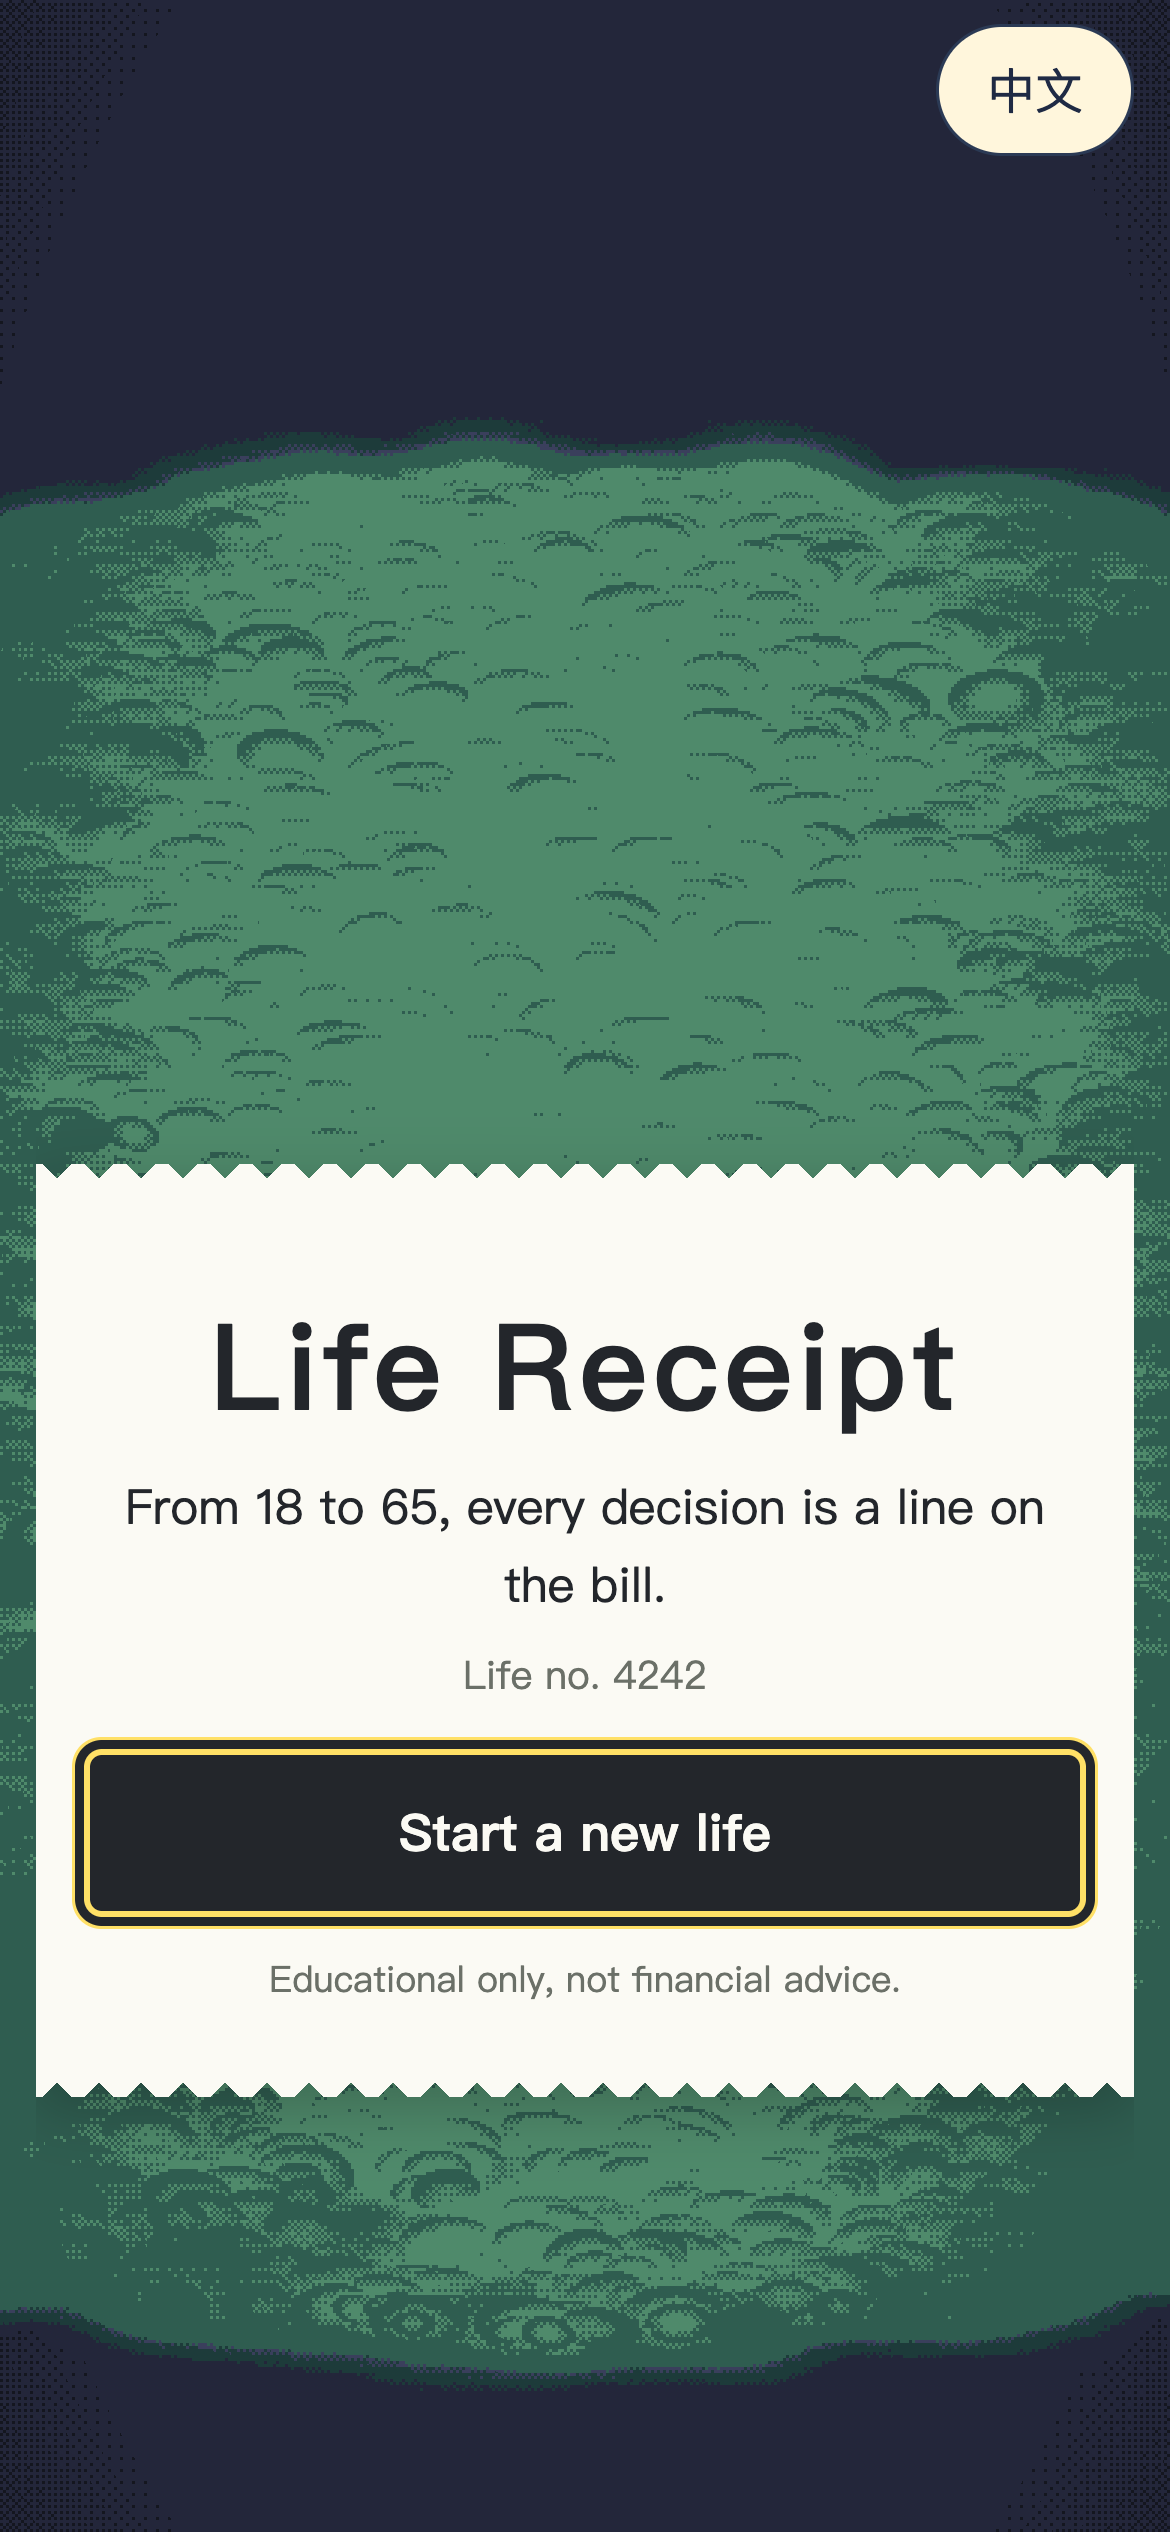 中文
Life Receipt
From 18 to 65, every decision is a line on
the bill.
Life no. 4242
Start a new life
Educational only, not financial advice.